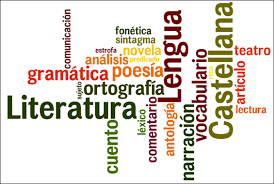 comunicación
fonética
sintagma
estrofa
novela
análisis
predicado
gramática
poesía
sujeto
ortografía
Literatura
cuento
léxico
comentario
antología
Lengua
narración
vocabulario
Castellana
teatro
artículo
lectura